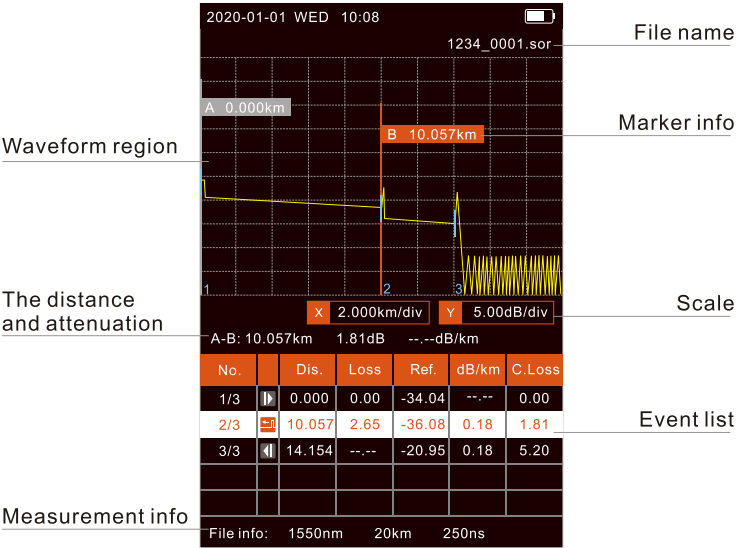 2020-01-01 WED 10:08
1234_0001.sor
File name
A 0.000km
B 10.057km
Marker info
Waveform region
1 2 3
X 2.000km/div Y 5.00dB/div
Scale
The distance
and attenuation
A-B: 10.057km 1.81dB --.--dB/km
No. Dis. Loss Ref. dB/km C.Loss
1/3 0.000 0.00 -34.04 --.-- 0.00
2/3 10.057 2.65 -36.08 0.18 1.81
3/3 14.154 --.-- -20.95 0.18 5.20
Event list
Measurement info
File info: 1550nm 20km 250ns